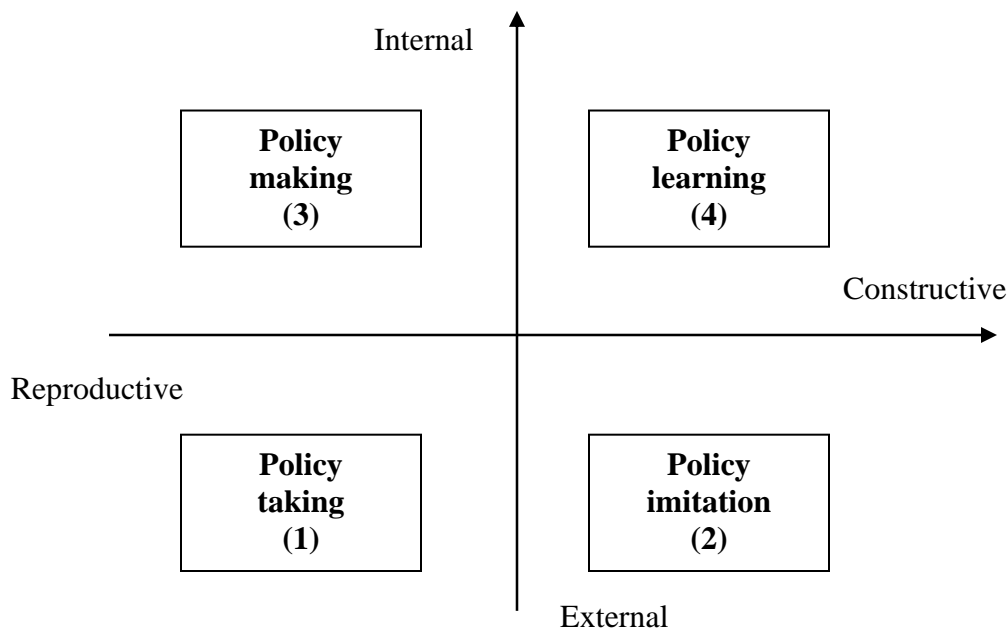 Internal
Policy
making
(3)
Policy
learning
(4)
Constructive
Reproductive
Policy
taking
(1)
Policy
imitation
(2)
External